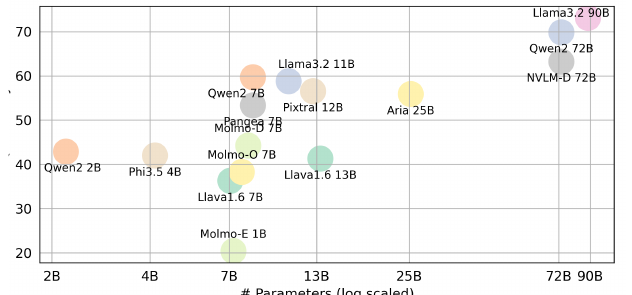 70
60
50
40
30
20
Llama3.2 90B
Qwen2 72B
NVLM-D 72B
Llama3.2 11B
Qwen2 7B
Pixtral 12B
Aria 25B
Pangea 7B
Molmo-D 7B
Molmo-O 7B
Qwen2 2B
Phi3.5 4B
Llava1.6 13B
Llava1.6 7B
Molmo-E 1B
2B 4B 7B 13B 25B 72B 90B
# Parameters (log scaled)